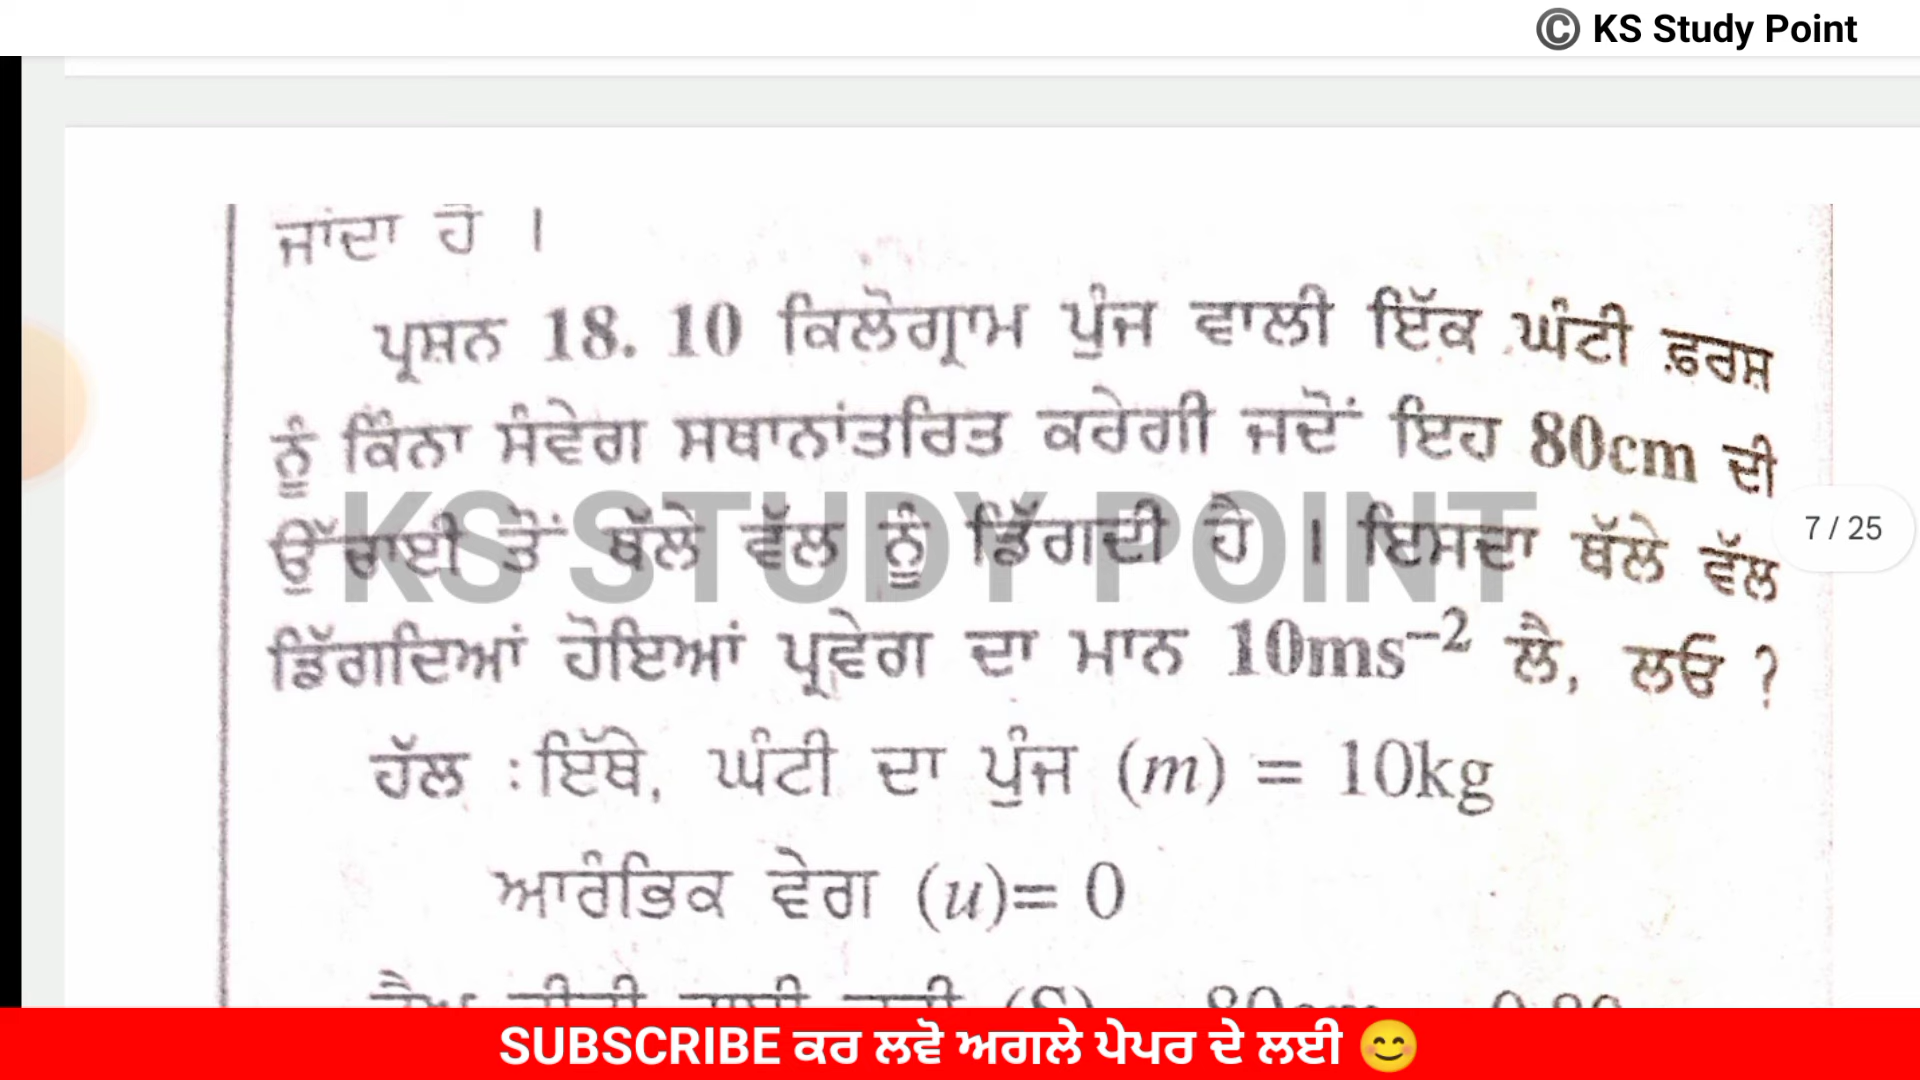 © KS Study Point
ਜਾਂਦਾ ਹੈ ।
ਪ੍ਰਸ਼ਨ 18. 10 ਕਿਲੋਗ੍ਰਾਮ ਪੁੰਜ ਵਾਲੀ ਇੱਕ ਘੰਟੀ ਫ਼ਰਸ਼
ਨੂੰ ਕਿੰਨਾ ਸੰਵੇਗ ਸਥਾਨਾਂਤਰਿਤ ਕਰੇਗੀ ਜਦੋਂ ਇਹ 80cm ਦੀ
ਉੱਚਾਈ ਤੋਂ ਥੱਲੇ ਵੱਲ ਨੂੰ ਡਿੱਗਦੀ ਹੈ । ਇਸਦਾ ਥੱਲੇ ਵੱਲ
KS STUDY POINT
7 / 25
ਡਿੱਗਦਿਆਂ ਹੋਇਆਂ ਪ੍ਰਵੇਗ ਦਾ ਮਾਨ 10ms⁻² ਲੈ, ਲਓ ?
ਹੱਲ : ਇੱਥੇ, ਘੰਟੀ ਦਾ ਪੁੰਜ (m) = 10kg
ਆਰੰਭਿਕ ਵੇਗ (u)= 0
SUBSCRIBE ਕਰ ਲਵੋ ਅਗਲੇ ਪੇਪਰ ਦੇ ਲਈ 😊